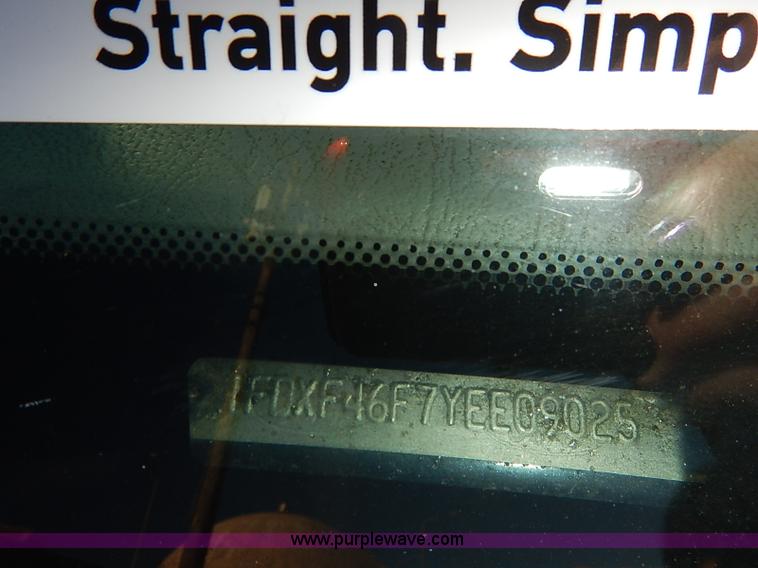 Straight. Simp
1FDXF46F7YEE09025
www.purplewave.com